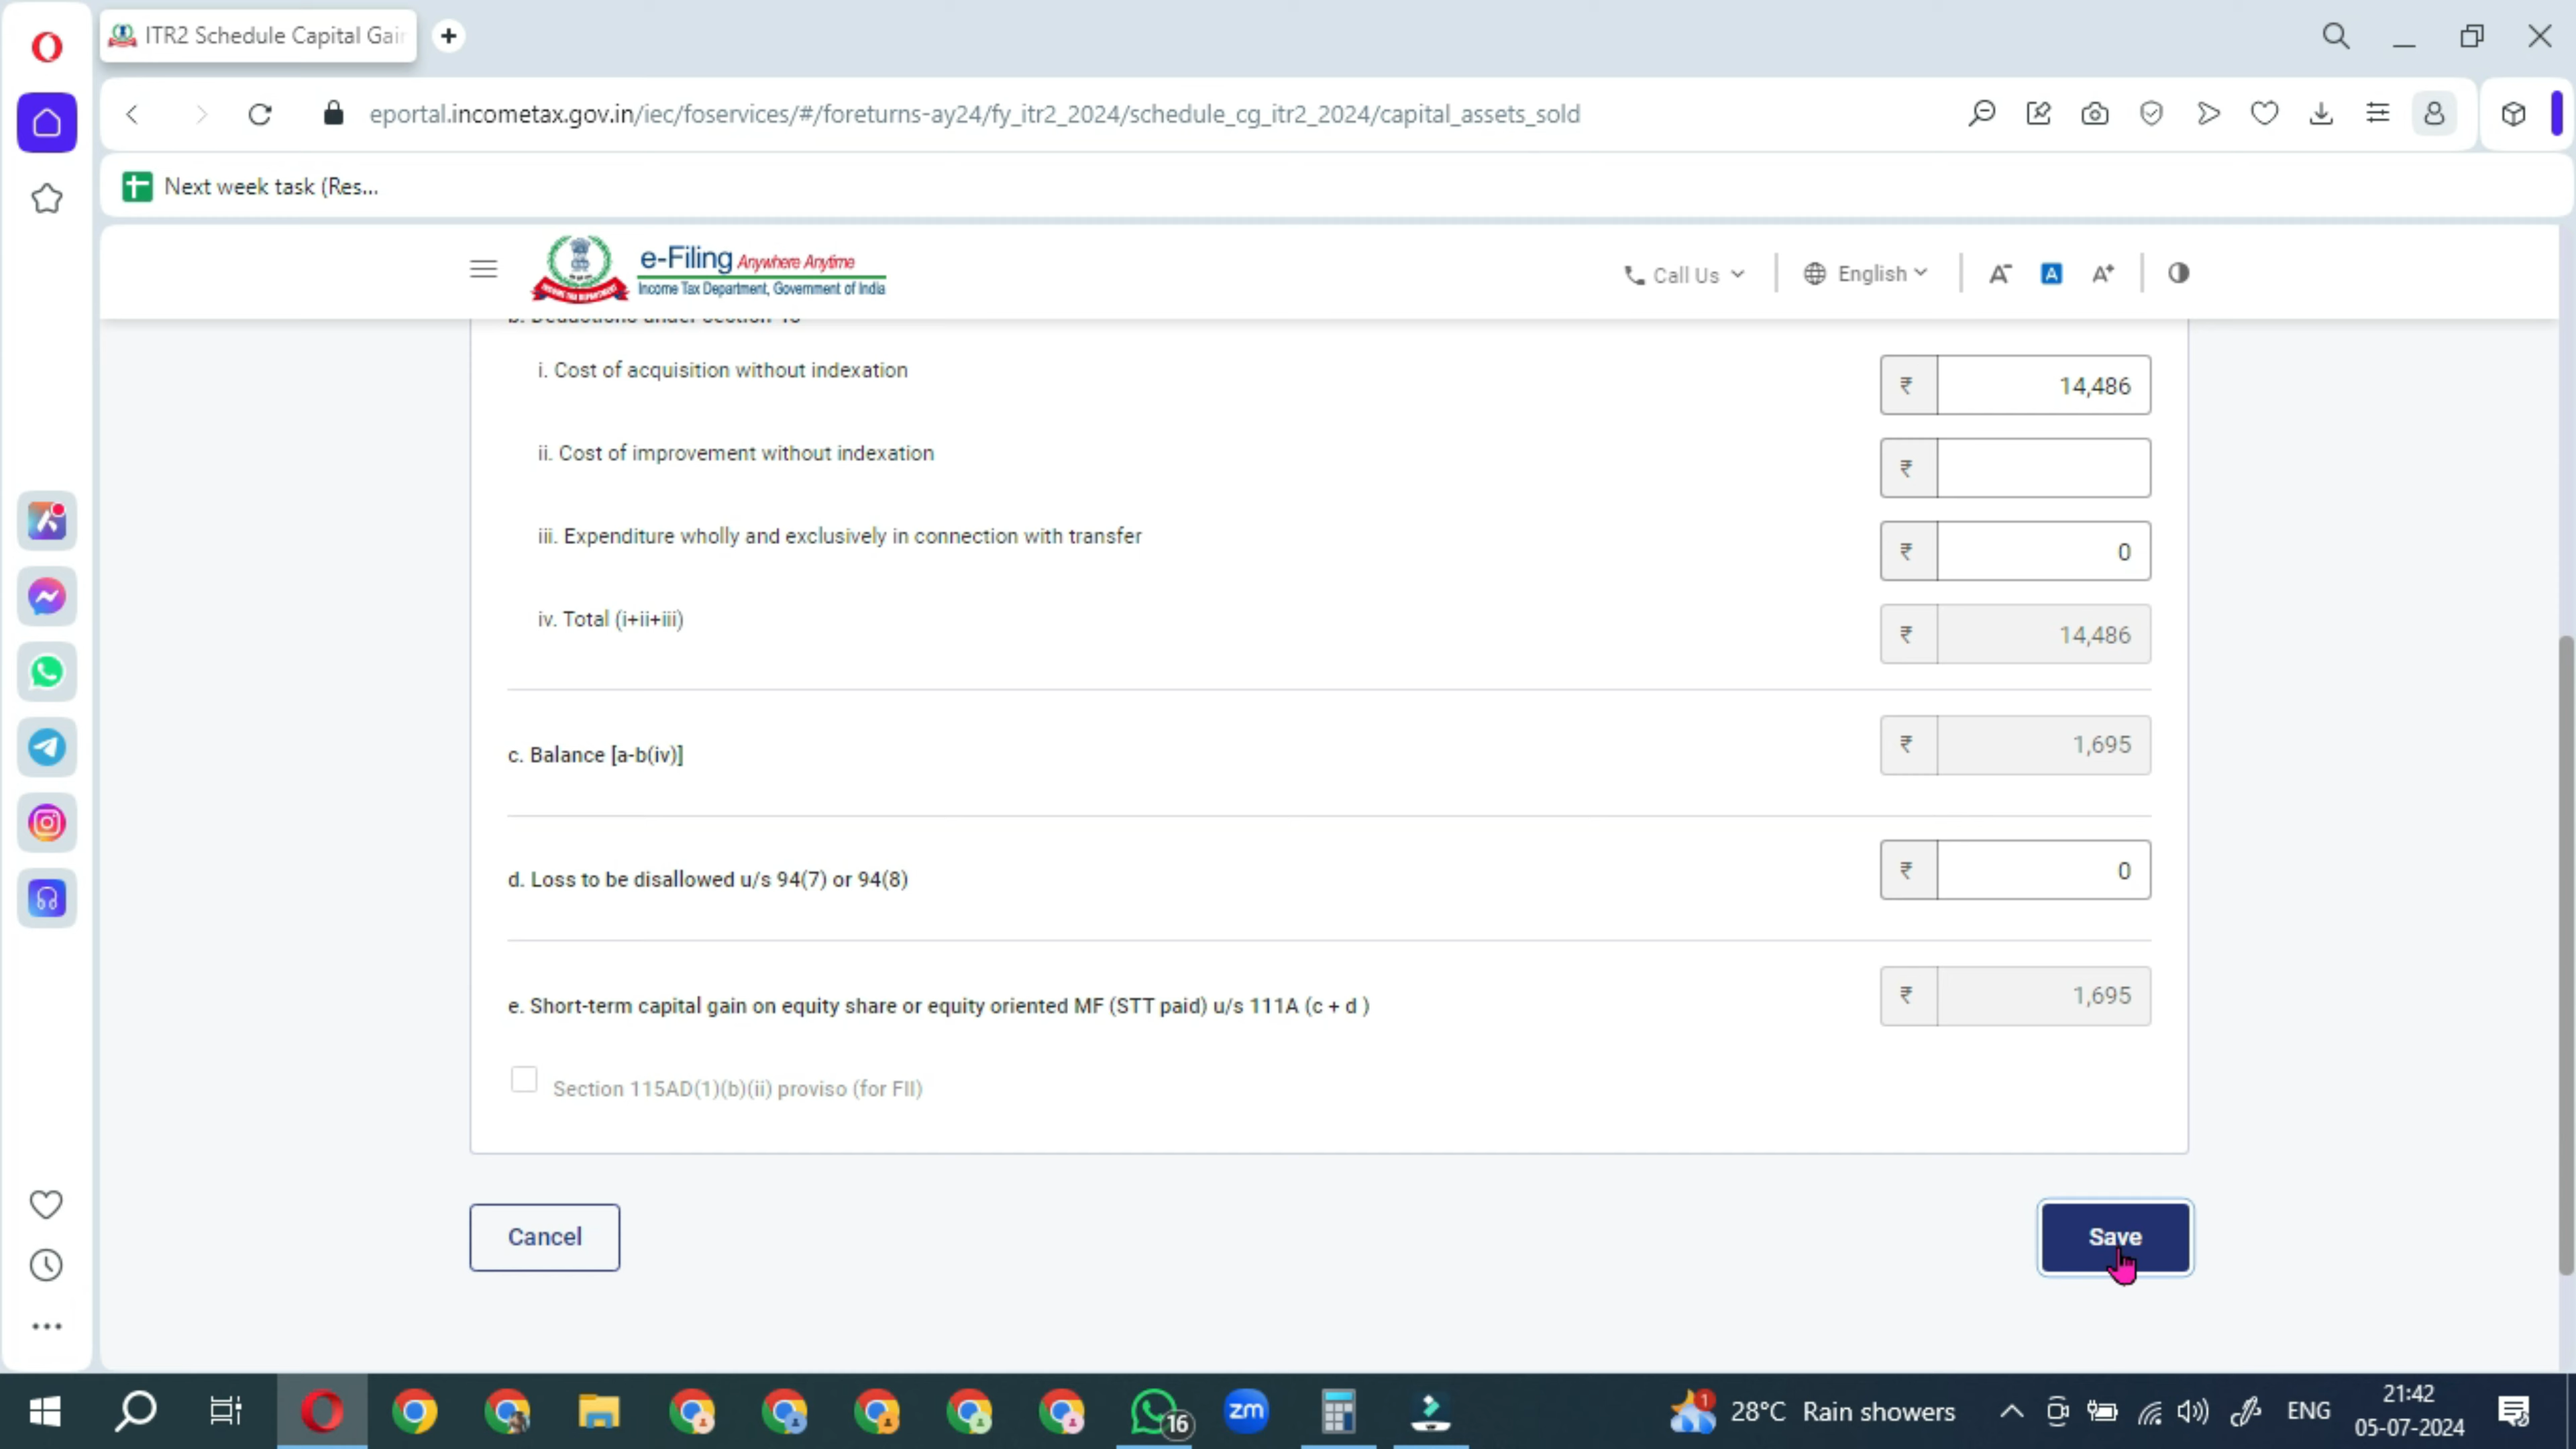 ITR2 Schedule Capital Gair
eportal.incometax.gov.in/iec/foservices/#/foreturns-ay24/fy_itr2_2024/schedule_cg_itr2_2024/capital_assets_sold
Next week task (Res...
e-Filing Anywhere Anytime
Income Tax Department, Government of India
Call Us
English
A-
A
A+
i. Cost of acquisition without indexation
₹ 14,486
ii. Cost of improvement without indexation
₹
iii. Expenditure wholly and exclusively in connection with transfer
₹ 0
iv. Total (i+ii+iii)
₹ 14,486
c. Balance [a-b(iv)]
₹ 1,695
d. Loss to be disallowed u/s 94(7) or 94(8)
₹ 0
e. Short-term capital gain on equity share or equity oriented MF (STT paid) u/s 111A (c + d )
₹ 1,695
Section 115AD(1)(b)(ii) proviso (for FII)
Cancel
Save
16
zm
1
28°C Rain showers
ENG
21:42
05-07-2024